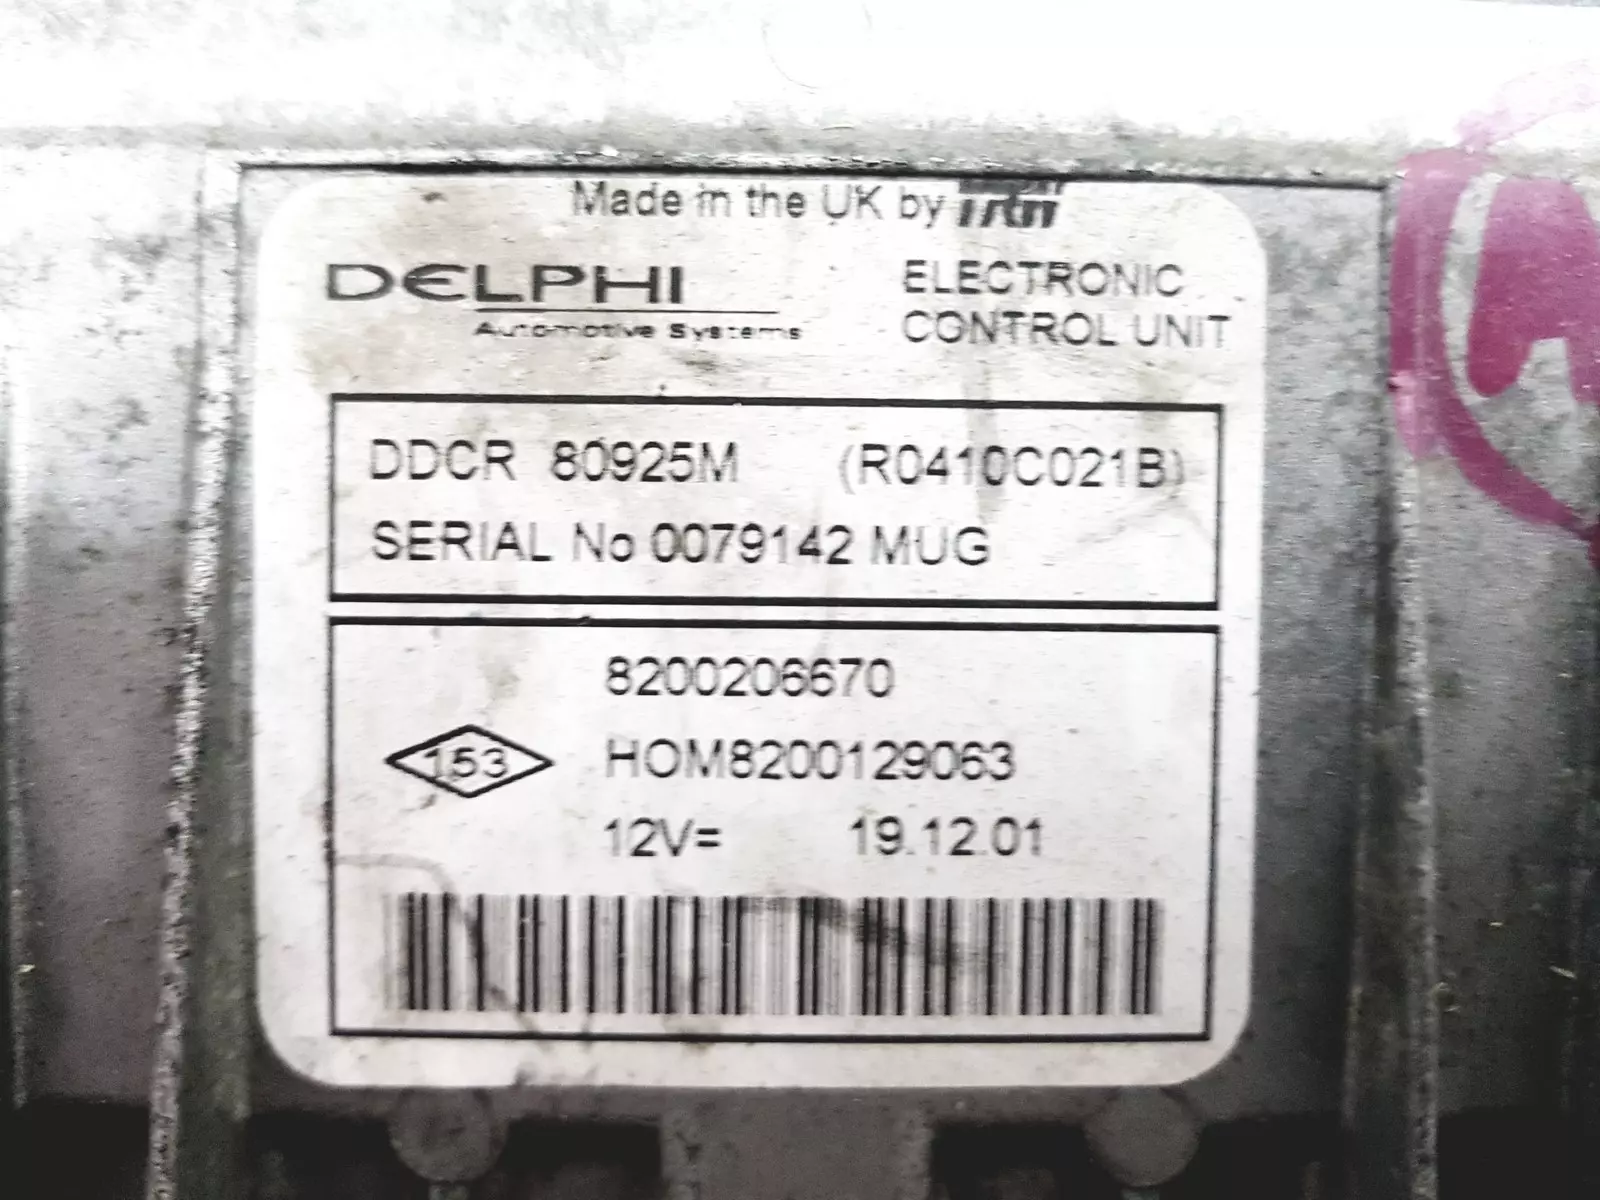 Made in the UK by TRW
DELPHI
Automotive Systems
ELECTRONIC
CONTROL UNIT
DDCR 80925M (R0410C021B)
SERIAL No 0079142 MUG
8200206670
153 HOM8200129063
12V= 19.12.01